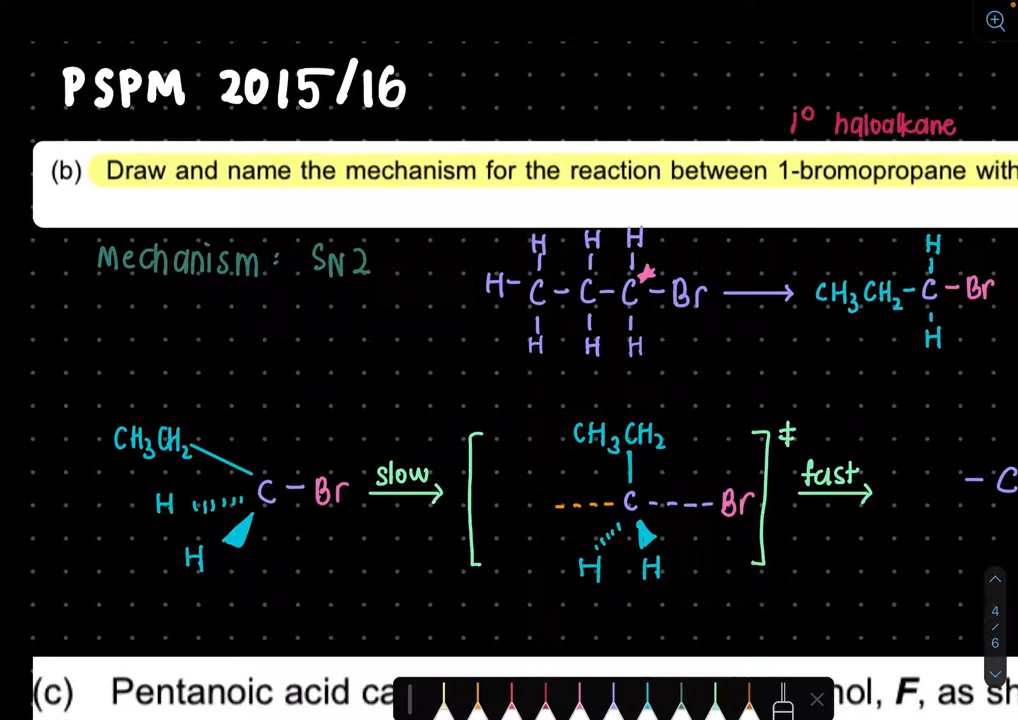 PSPM 2015/16
1° haloalkane
(b) Draw and name the mechanism for the reaction between 1-bromopropane with
Mechanism: SN2
H H H
H-C-C-C-Br → CH3CH2-C-Br
H H H
H
H
CH3CH2
H C-Br slow
H
[ CH3CH2
C Br
H H ]‡
fast
-C
4
/
6
(c) Pentanoic acid ca
nol, F, as sh